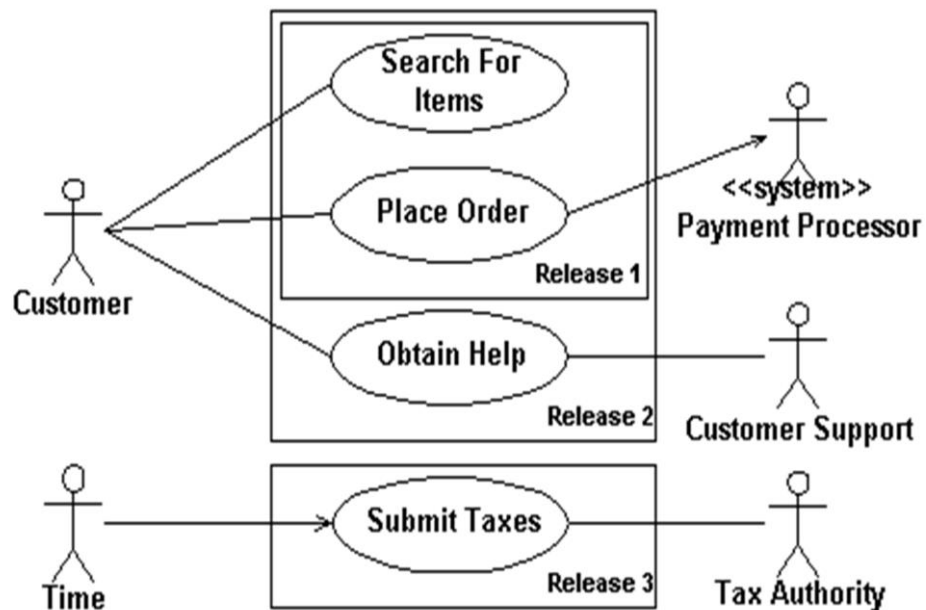 Search For
Items
Place Order
<<system>>
Payment Processor
Release 1
Customer
Obtain Help
Release 2
Customer Support
Submit Taxes
Release 3
Time
Tax Authority